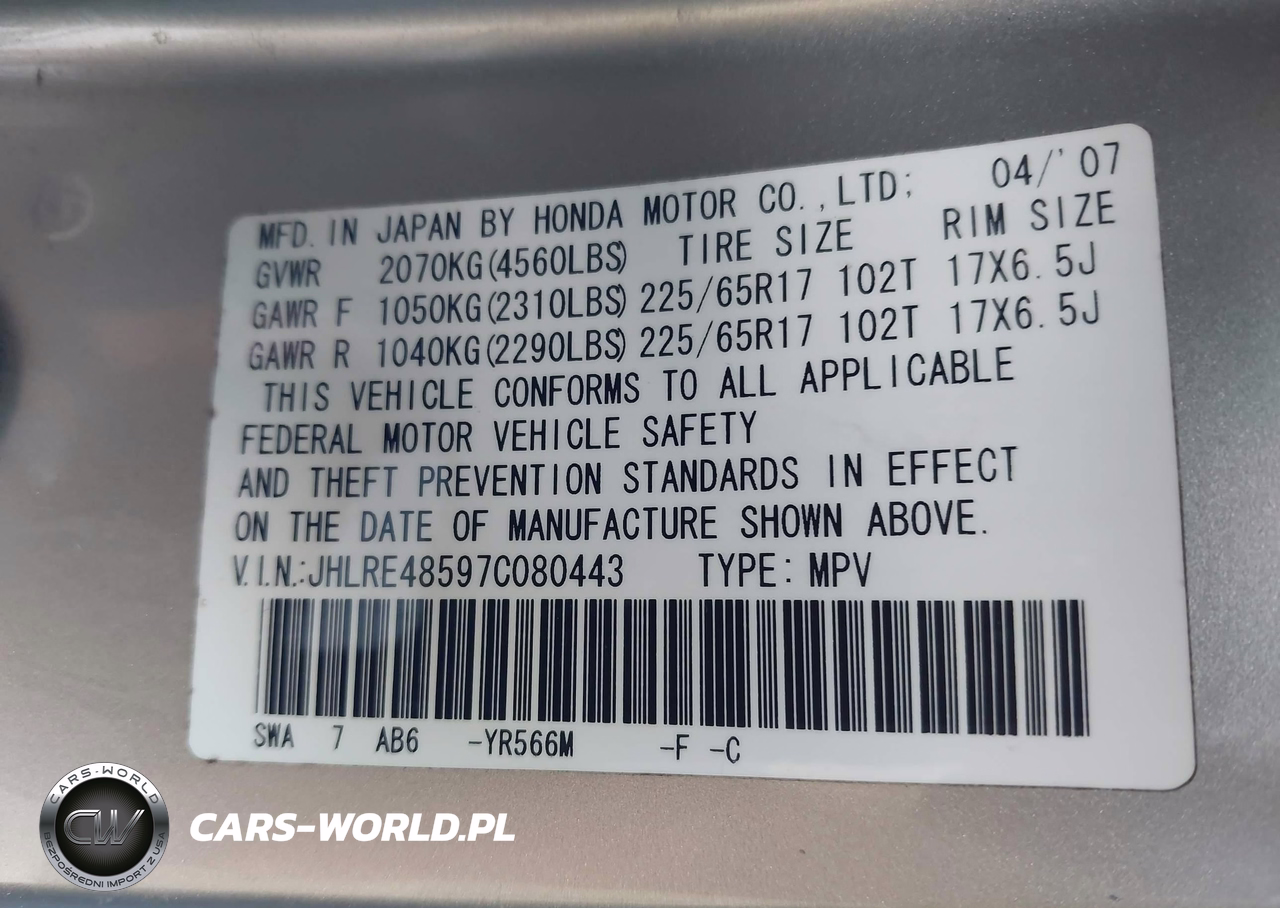 MFD. IN JAPAN BY HONDA MOTOR CO.,LTD; 04/'07
GVWR 2070KG(4560LBS) TIRE SIZE RIM SIZE
GAWR F 1050KG(2310LBS) 225/65R17 102T 17X6.5J
GAWR R 1040KG(2290LBS) 225/65R17 102T 17X6.5J
THIS VEHICLE CONFORMS TO ALL APPLICABLE
FEDERAL MOTOR VEHICLE SAFETY
AND THEFT PREVENTION STANDARDS IN EFFECT
ON THE DATE OF MANUFACTURE SHOWN ABOVE.
V.I.N.:JHLRE48597C080443 TYPE: MPV
SWA 7 AB6 -YR566M -F -C
CARS-WORLD
CW
BEZPOŚREDNI IMPORT Z USA
CARS-WORLD.PL